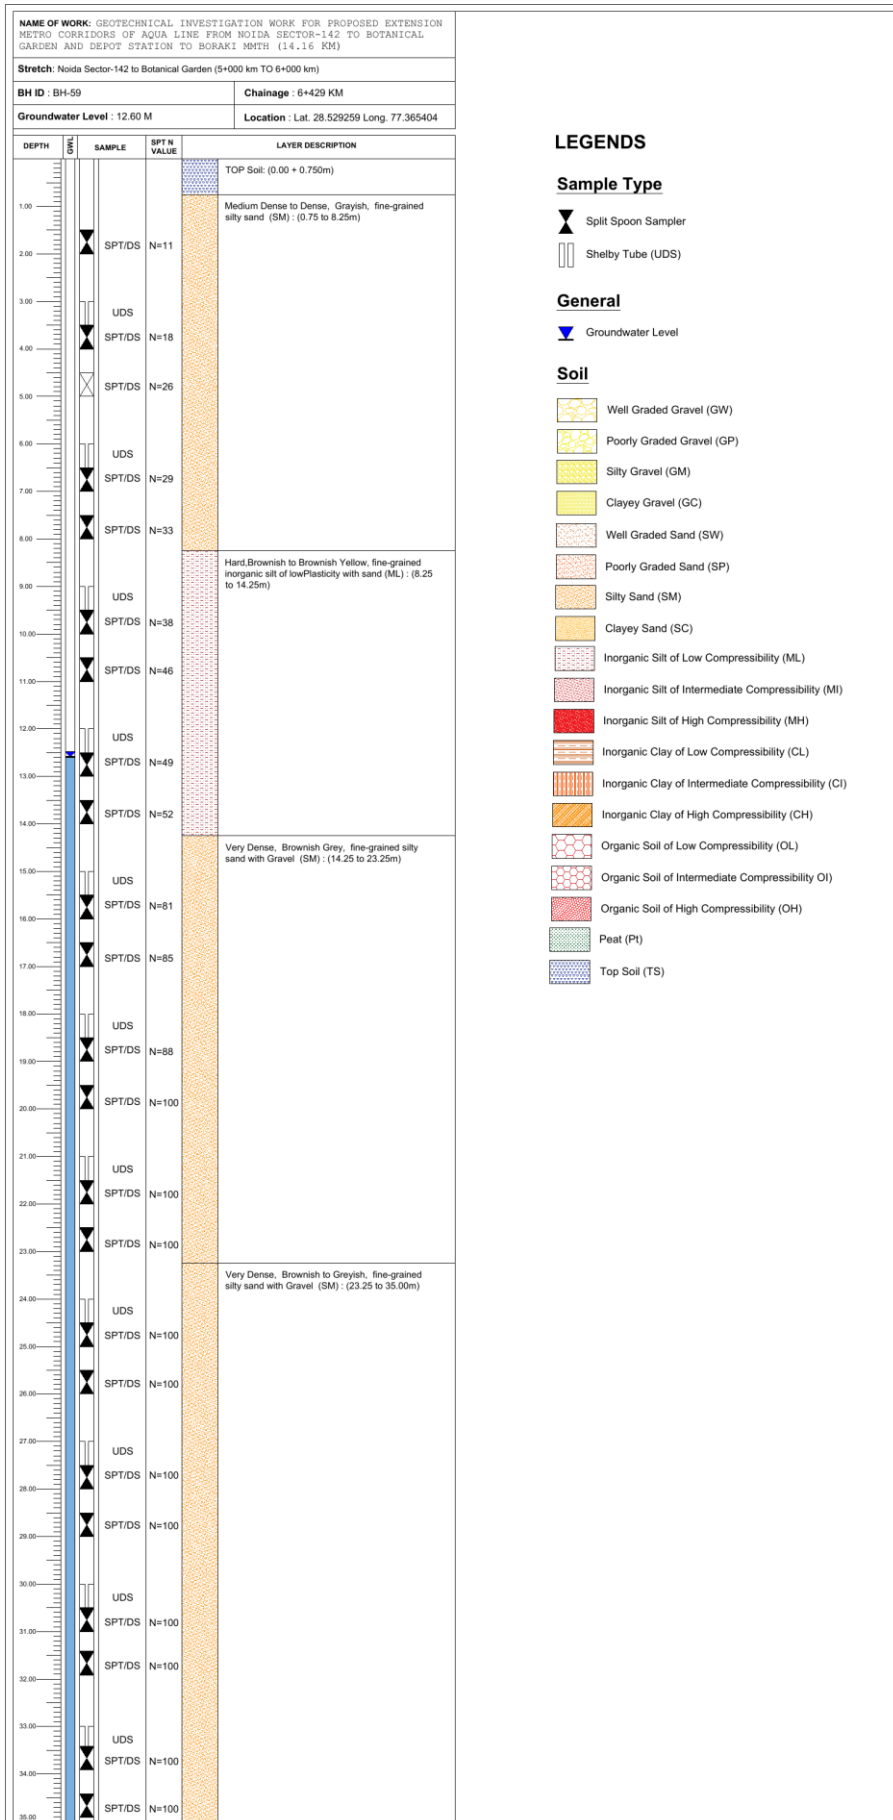 NAME OF WORK: GEOTECHNICAL INVESTIGATION WORK FOR PROPOSED EXTENSION
METRO CORRIDORS OF AQUA LINE FROM NOIDA SECTOR-142 TO BOTANICAL
GARDEN AND DEPOT STATION TO BORAKI MMTH (14.16 KM)
Stretch: Noida Sector-142 to Botanical Garden (5+000 km TO 6+000 km)
BH ID : BH-59
Chainage : 6+429 KM
Groundwater Level : 12.60 M
Location : Lat. 28.529259 Long. 77.365404
DEPTH GWL SAMPLE SPT N VALUE LAYER DESCRIPTION
TOP Soil: (0.00 + 0.750m)
1.00
Medium Dense to Dense, Grayish, fine-grained
silty sand (SM) : (0.75 to 8.25m)
SPT/DS N=11
2.00
3.00
UDS
SPT/DS N=18
4.00
SPT/DS N=26
5.00
6.00
UDS
SPT/DS N=29
7.00
SPT/DS N=33
8.00
Hard,Brownish to Brownish Yellow, fine-grained
inorganic silt of lowPlasticity with sand (ML) : (8.25
to 14.25m)
9.00
UDS
SPT/DS N=38
10.00
SPT/DS N=46
11.00
12.00
UDS
SPT/DS N=49
13.00
SPT/DS N=52
14.00
Very Dense, Brownish Grey, fine-grained silty
sand with Gravel (SM) : (14.25 to 23.25m)
15.00
UDS
SPT/DS N=81
16.00
SPT/DS N=85
17.00
18.00
UDS
SPT/DS N=88
19.00
SPT/DS N=100
20.00
21.00
UDS
SPT/DS N=100
22.00
SPT/DS N=100
23.00
Very Dense, Brownish to Greyish, fine-grained
silty sand with Gravel (SM) : (23.25 to 35.00m)
24.00
UDS
SPT/DS N=100
25.00
SPT/DS N=100
26.00
27.00
UDS
SPT/DS N=100
28.00
SPT/DS N=100
29.00
30.00
UDS
SPT/DS N=100
31.00
SPT/DS N=100
32.00
33.00
UDS
SPT/DS N=100
34.00
SPT/DS N=100
35.00
LEGENDS
Sample Type
Split Spoon Sampler
Shelby Tube (UDS)
General
Groundwater Level
Soil
Well Graded Gravel (GW)
Poorly Graded Gravel (GP)
Silty Gravel (GM)
Clayey Gravel (GC)
Well Graded Sand (SW)
Poorly Graded Sand (SP)
Silty Sand (SM)
Clayey Sand (SC)
Inorganic Silt of Low Compressibility (ML)
Inorganic Silt of Intermediate Compressibility (MI)
Inorganic Silt of High Compressibility (MH)
Inorganic Clay of Low Compressibility (CL)
Inorganic Clay of Intermediate Compressibility (CI)
Inorganic Clay of High Compressibility (CH)
Organic Soil of Low Compressibility (OL)
Organic Soil of Intermediate Compressibility OI)
Organic Soil of High Compressibility (OH)
Peat (Pt)
Top Soil (TS)